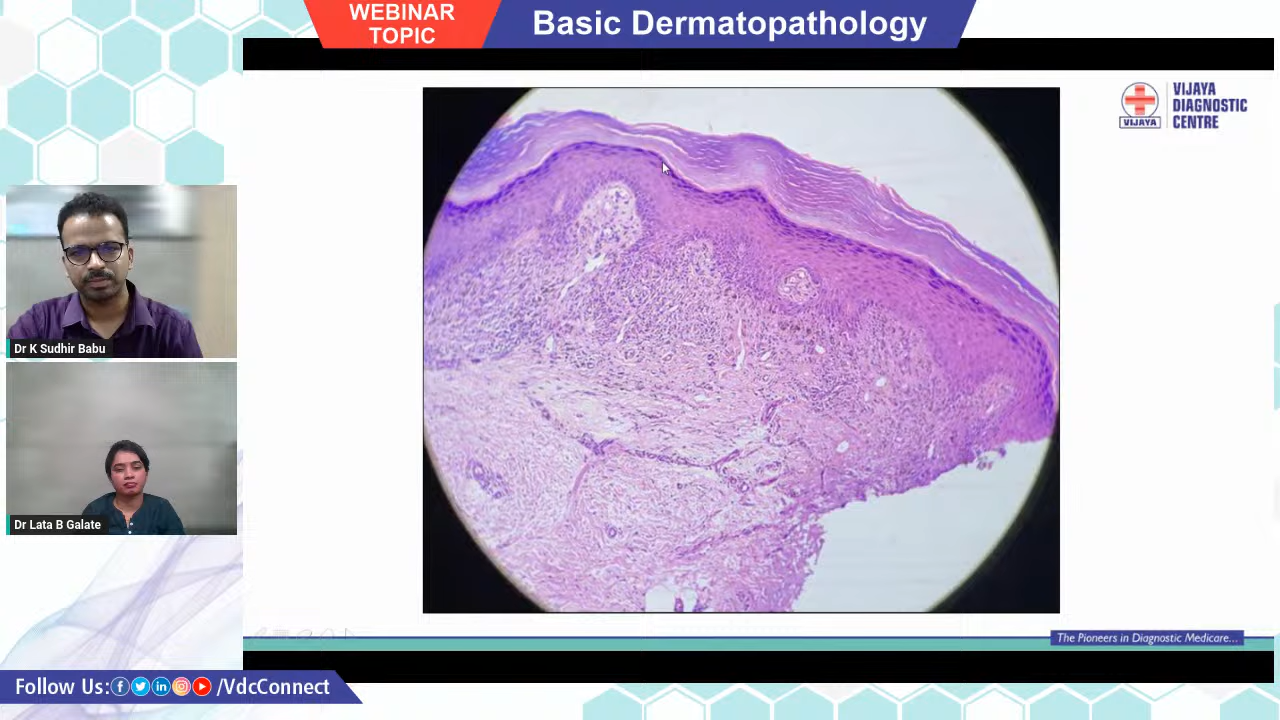 WEBINAR
TOPIC
Basic Dermatopathology
VIJAYA
VIJAYA
DIAGNOSTIC
CENTRE
Dr K Sudhir Babu
Dr Lata B Galate
The Pioneers in Diagnostic Medicare...
Follow Us: /VdcConnect